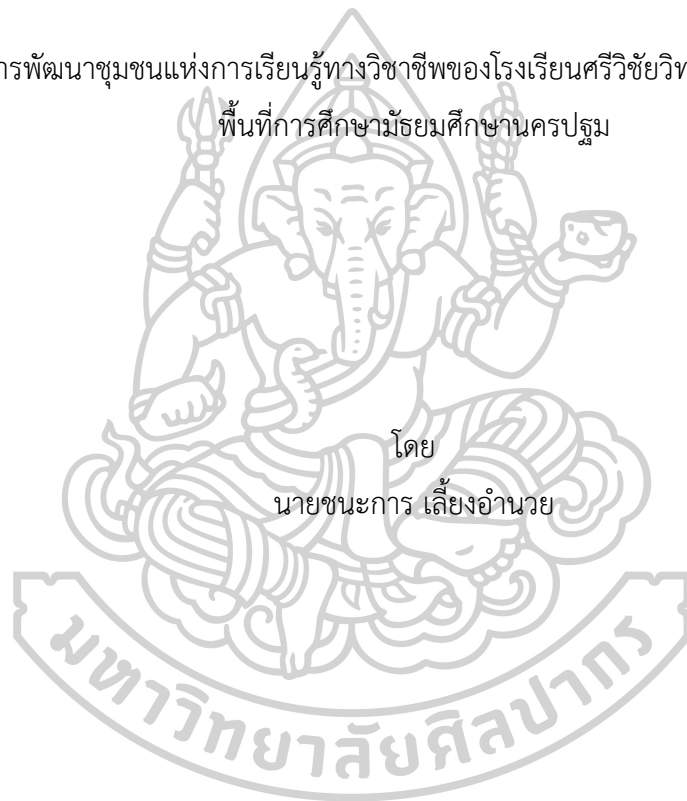 ารพัฒนาชุมชนแห่งการเรียนรู้ทางวิชาชีพของโรงเรียนศรีวิชัยวิท
พื้นที่การศึกษามัธยมศึกษานครปฐม
โดย
นายชนะการ เลี้ยงอำนวย
มหาวิทยาลัยศิลปากร